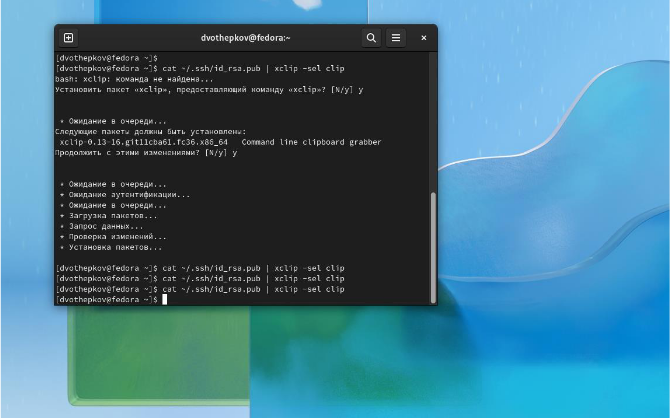 dvothepkov@fedora:~
[dvothepkov@fedora ~]$
[dvothepkov@fedora ~]$ cat ~/.ssh/id_rsa.pub | xclip -sel clip
bash: xclip: команда не найдена...
Установить пакет «xclip», предоставляющий команду «xclip»? [N/y] y
* Ожидание в очереди...
Следующие пакеты должны быть установлены:
xclip-0.13-16.git11cba61.fc36.x86_64 Command line clipboard grabber
Продолжить с этими изменениями? [N/y] y
* Ожидание в очереди...
* Ожидание аутентификации...
* Ожидание в очереди...
* Загрузка пакетов...
* Запрос данных...
* Проверка изменений...
* Установка пакетов...
[dvothepkov@fedora ~]$ cat ~/.ssh/id_rsa.pub | xclip -sel clip
[dvothepkov@fedora ~]$ cat ~/.ssh/id_rsa.pub | xclip -sel clip
[dvothepkov@fedora ~]$ cat ~/.ssh/id_rsa.pub | xclip -sel clip
[dvothepkov@fedora ~]$